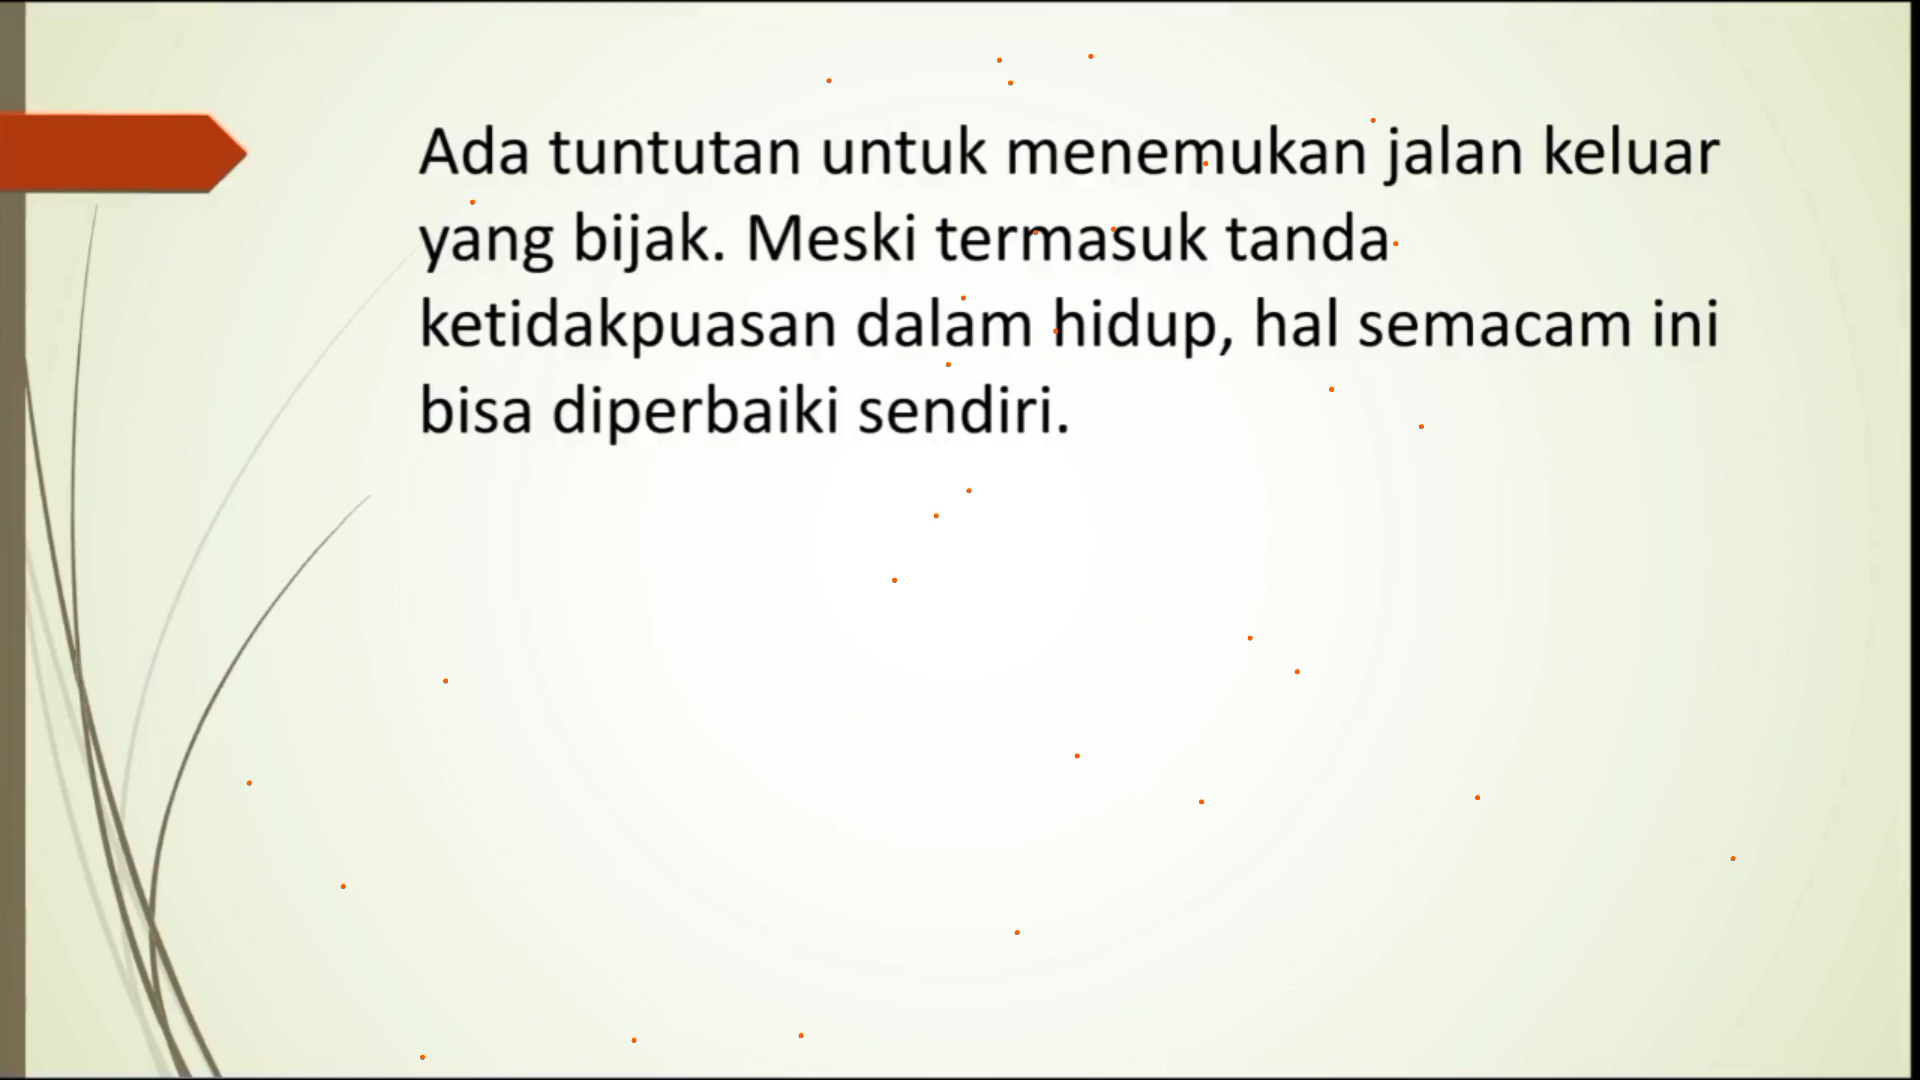 Ada tuntutan untuk menemukan jalan keluar
yang bijak. Meski termasuk tanda
ketidakpuasan dalam hidup, hal semacam ini
bisa diperbaiki sendiri.